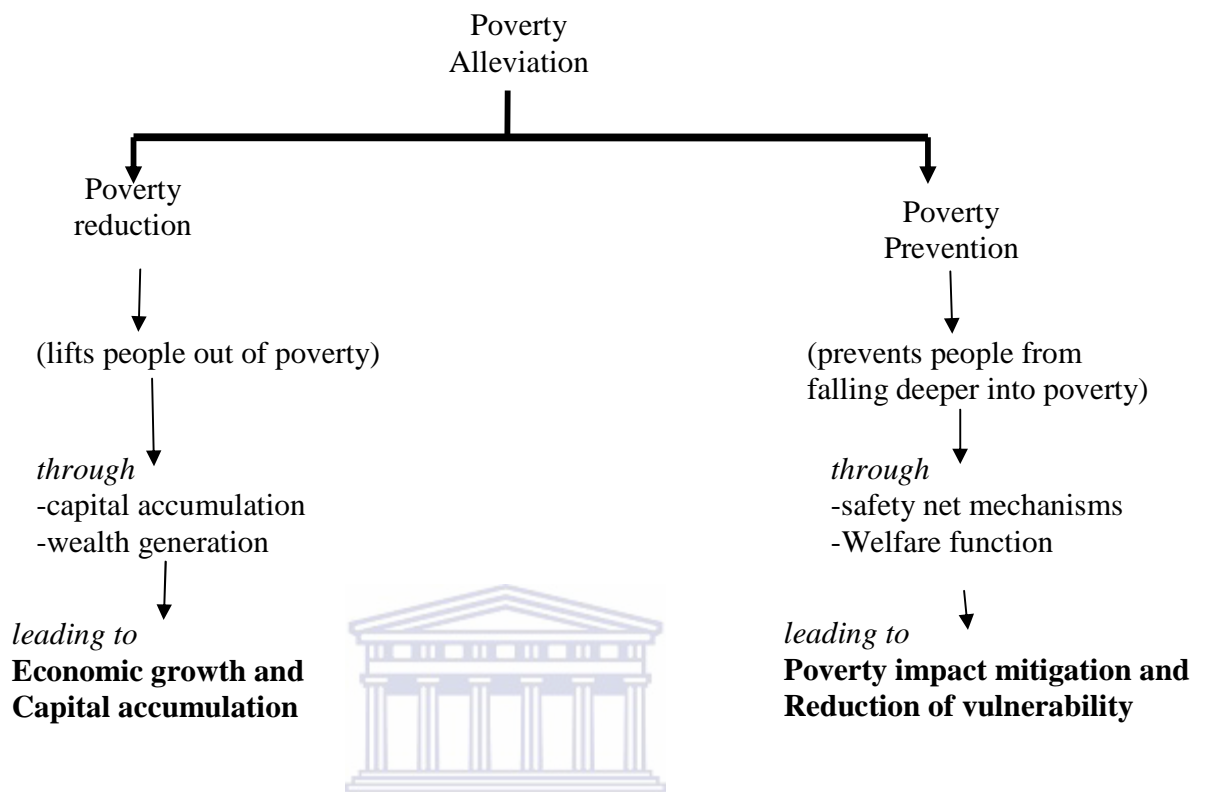 Poverty
Alleviation
Poverty
reduction
(lifts people out of poverty)
through
-capital accumulation
-wealth generation
leading to
Economic growth and
Capital accumulation
Poverty
Prevention
(prevents people from
falling deeper into poverty)
through
-safety net mechanisms
-Welfare function
leading to
Poverty impact mitigation and
Reduction of vulnerability